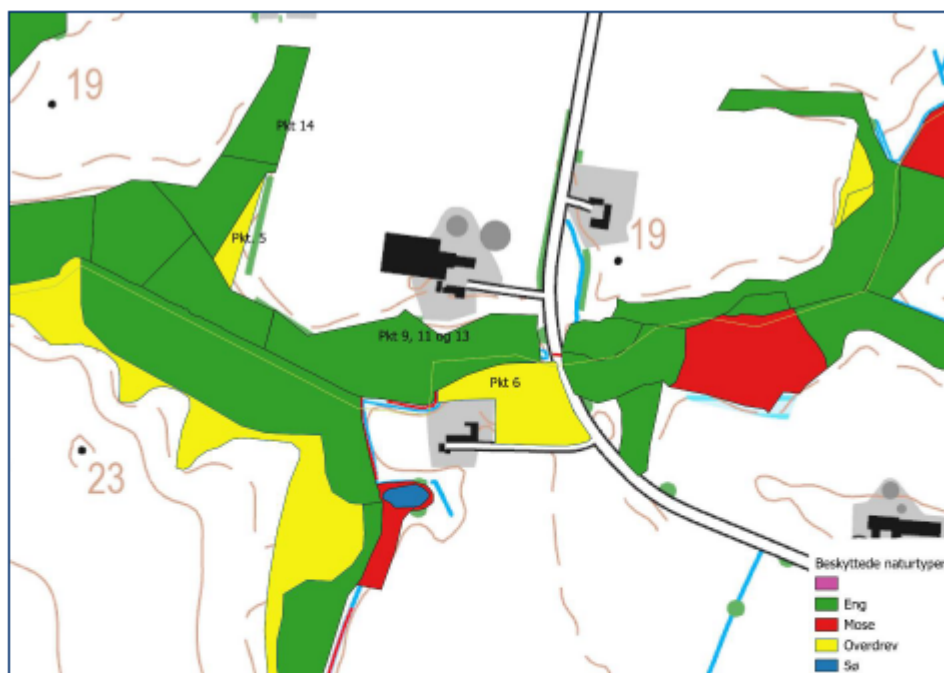 19
Pkt 14
Pkt. 5
19
Pkt 9, 11 og 13
Pkt 6
23
Beskyttede naturtyper
Eng
Mose
Overdrev
Sø